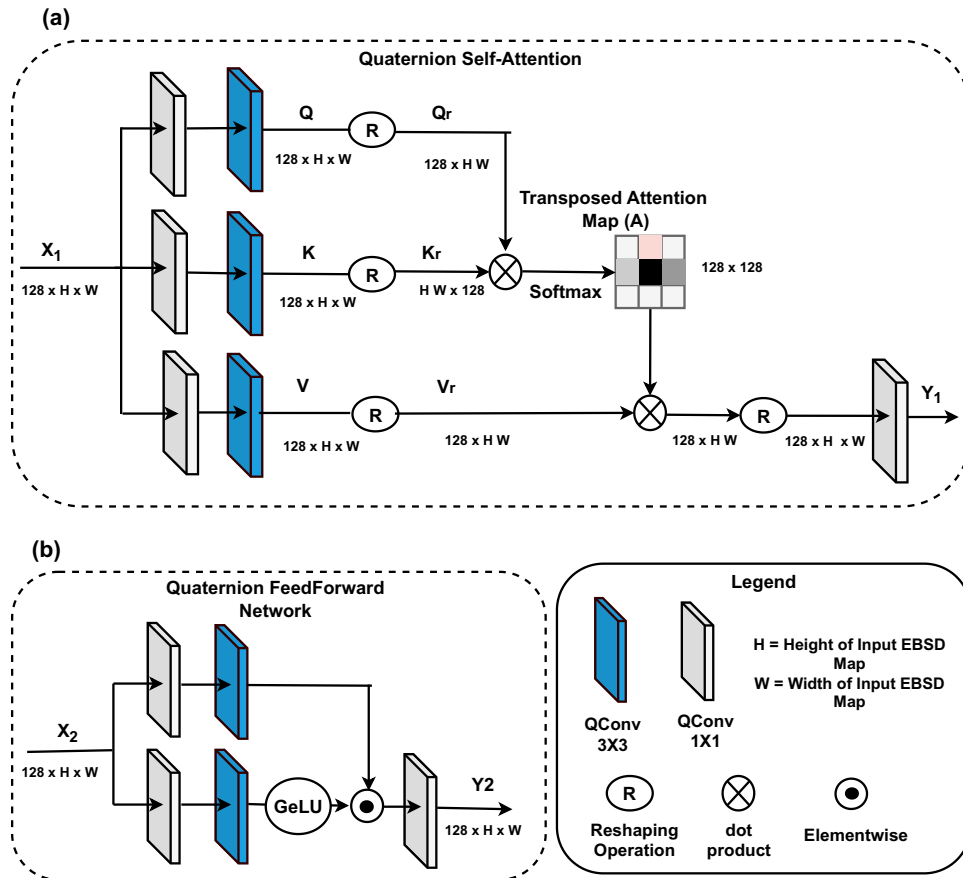 (a)
Quaternion Self-Attention
Q
R
Qr
128 x H x W
128 x H W
Transposed Attention
Map (A)
X1
128 x H x W
K
R
Kr
128 x H x W
H W x 128
Softmax
128 x 128
V
R
Vr
128 x H x W
128 x H W
128 x H W
R
128 x H x W
Y1
(b)
Quaternion FeedForward
Network
X2
128 x H x W
GeLU
Y2
128 x H x W
Legend
QConv
3X3
QConv
1X1
H = Height of Input EBSD
Map
W = Width of Input EBSD
Map
R
Reshaping
Operation
dot
product
Elementwise